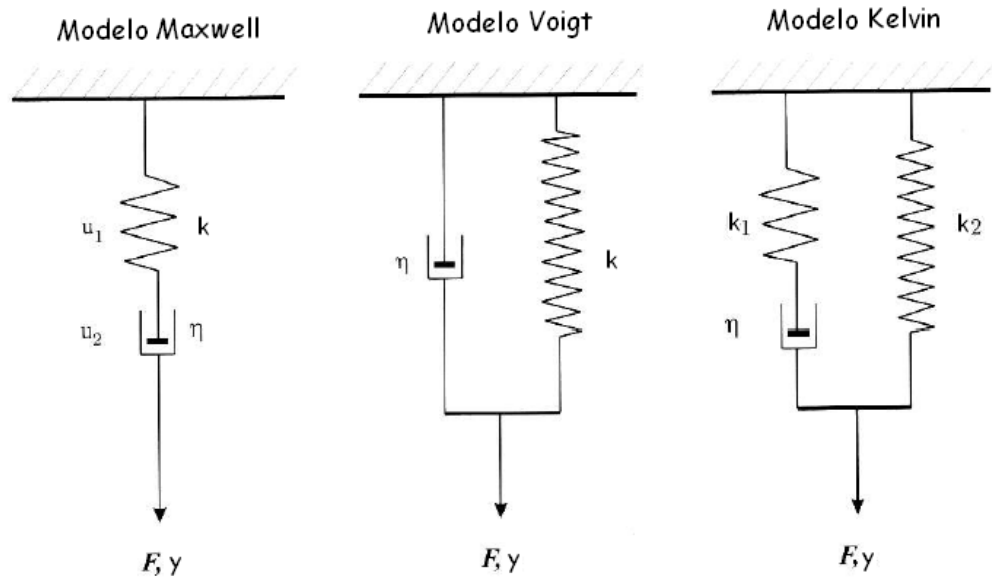 Modelo Maxwell
u₁ k
u₂ η
F, y
Modelo Voigt
η k
F, y
Modelo Kelvin
k₁ k₂
η
F, y